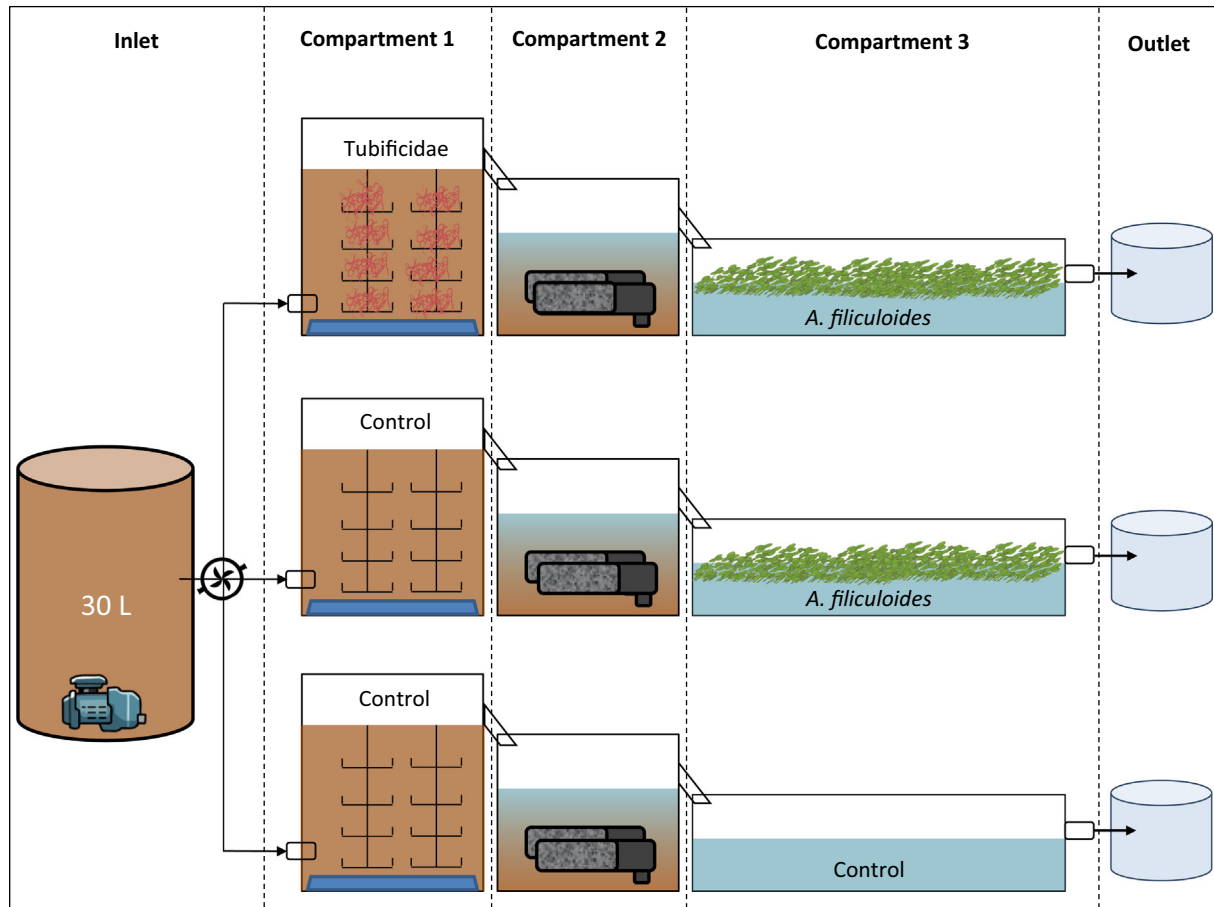 Inlet
Compartment 1
Compartment 2
Compartment 3
Outlet
Tubificidae
A. filiculoides
Control
A. filiculoides
30 L
Control
Control